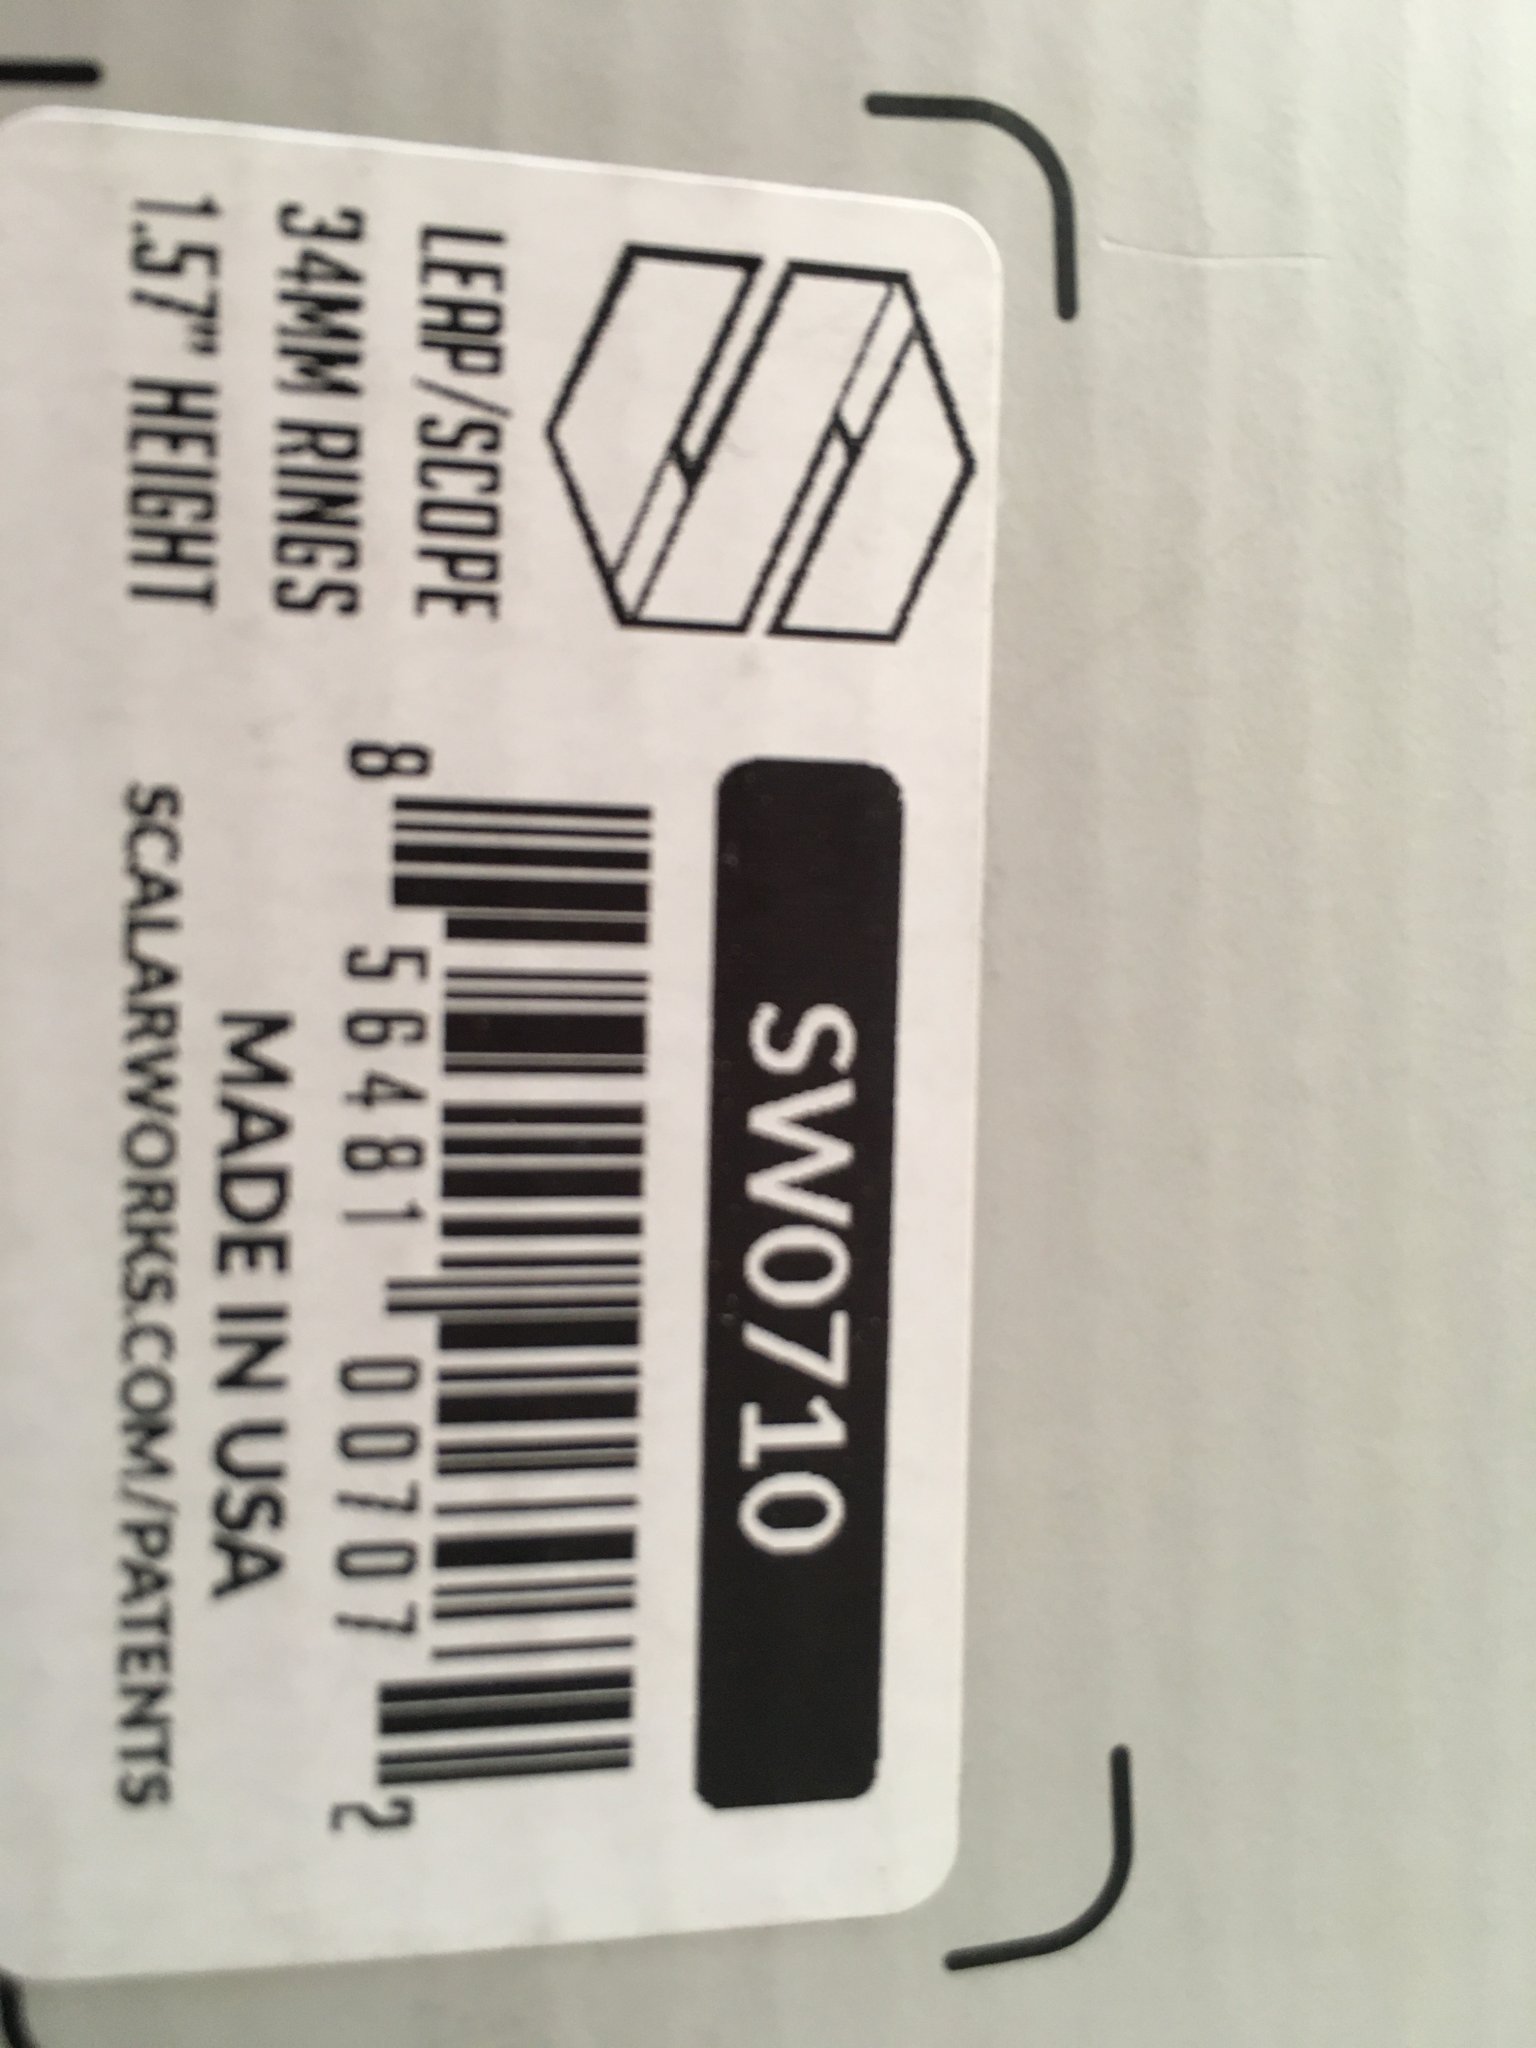 LEAP/SCOPE
34MM RINGS
1.57" HEIGHT
SW0710
8 56481 00707 2
MADE IN USA
SCALARWORKS.COM/PATENTS